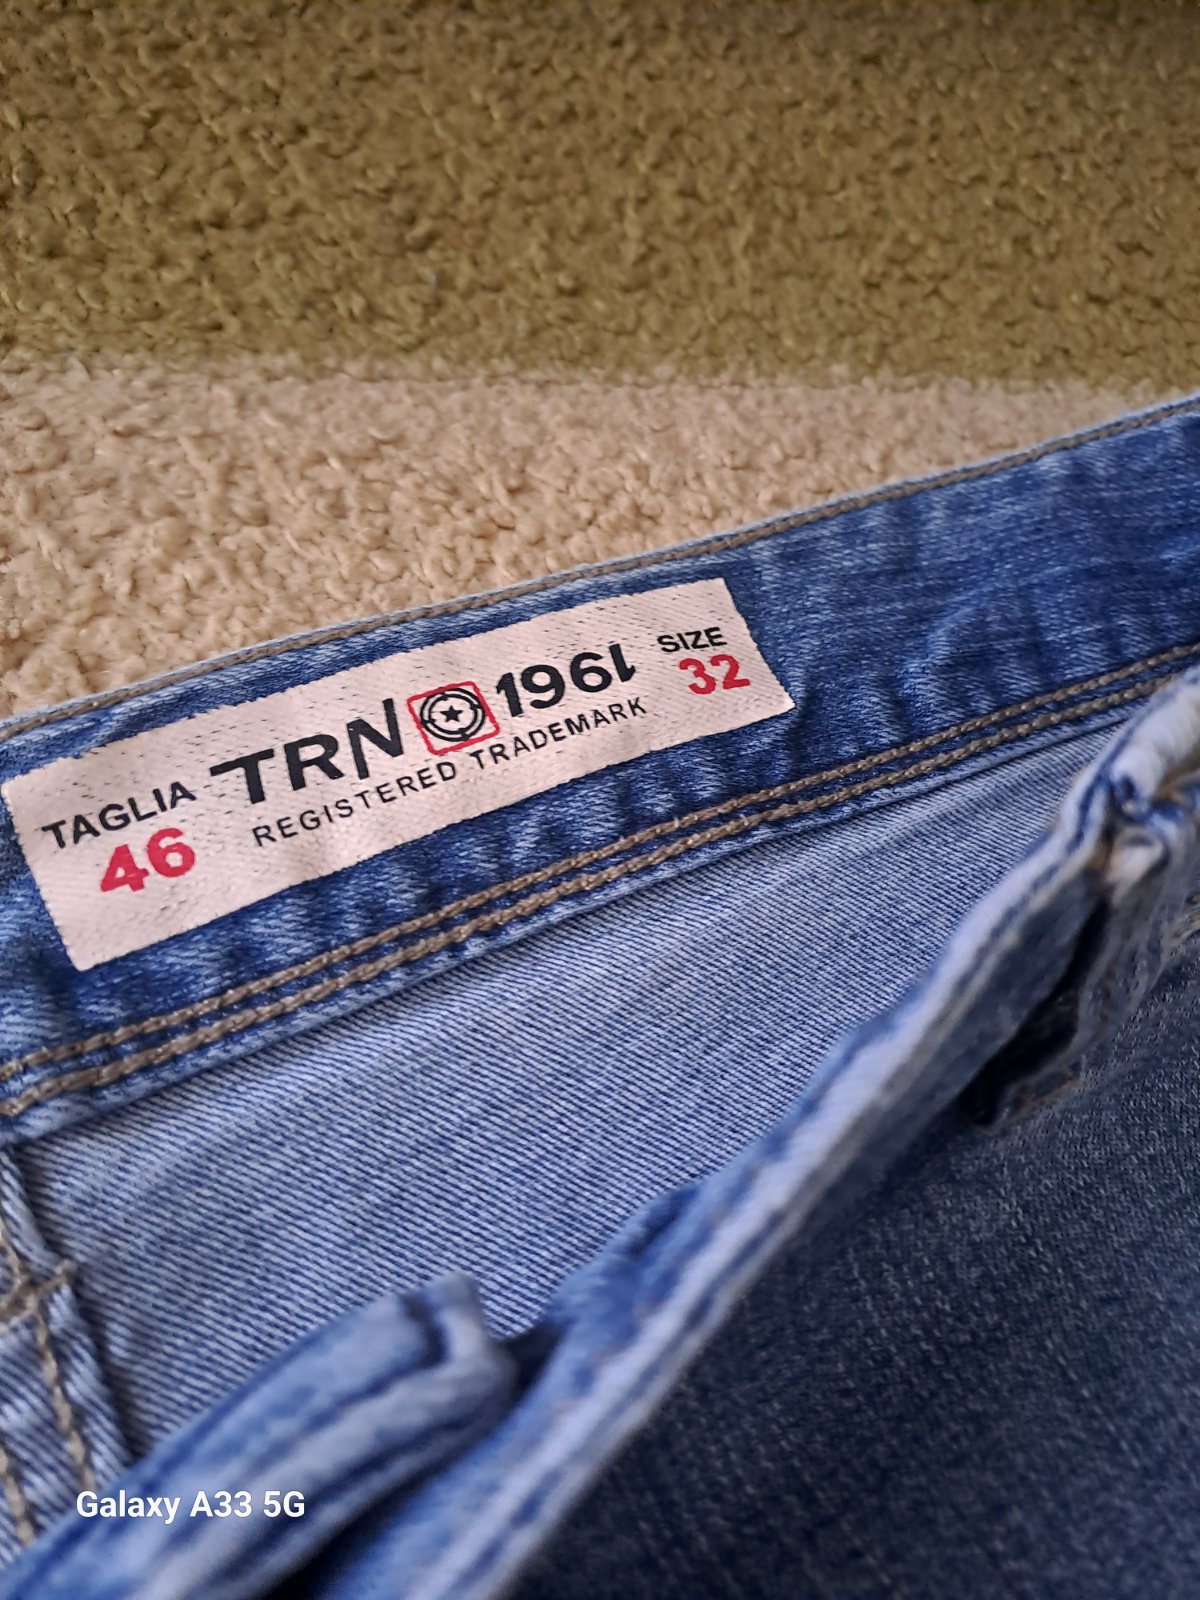 TAGLIA
46
TRN 1961
REGISTERED TRADEMARK
SIZE
32
Galaxy A33 5G